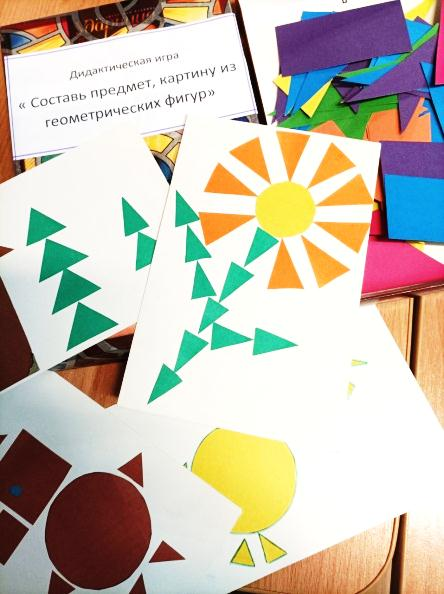 Дидактическая игра
« Составь предмет, картину из
геометрических фигур»